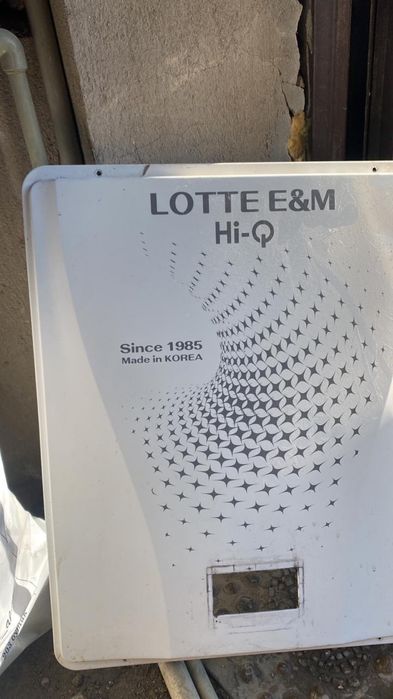 LOTTE E&M
Hi-Q
Since 1985
Made in KOREA